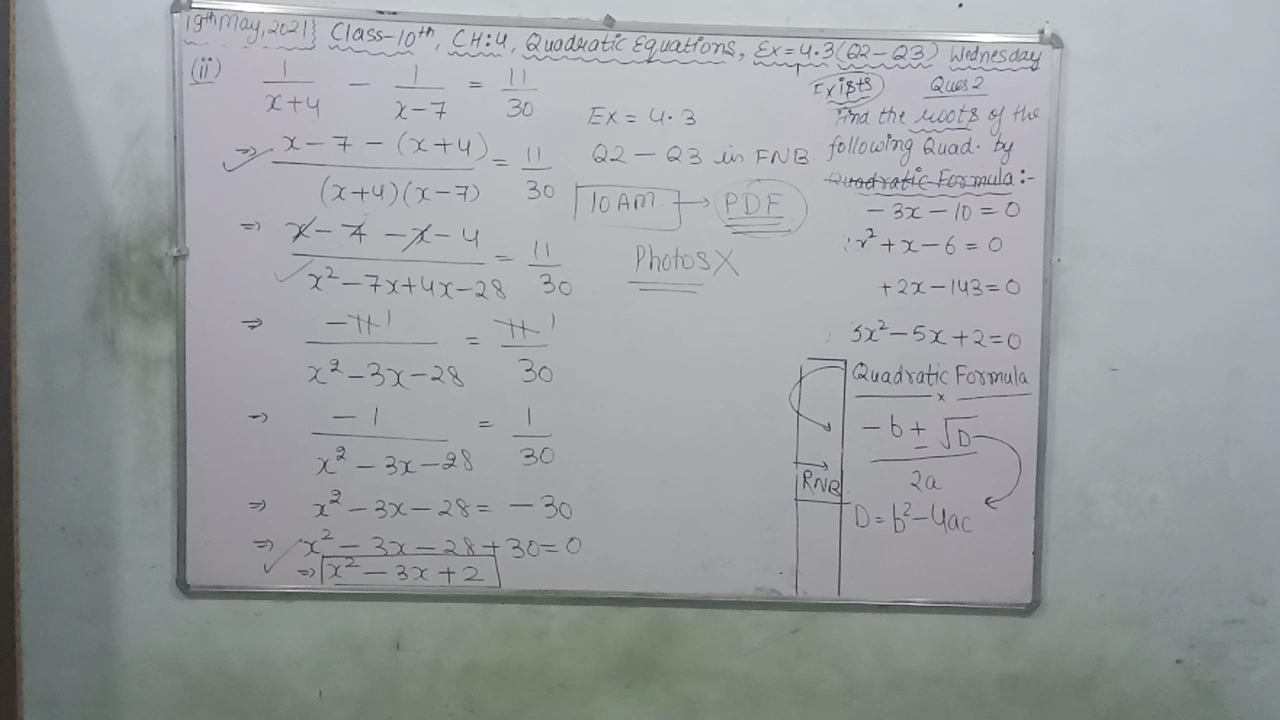 19th May, 2021} Class-10th, CH:4, Quadratic Equations, Ex=4.3(Q2-Q3) Wednesday
(ii) 1/(x+4) - 1/(x-7) = 11/30
⇒ (x-7-(x+4))/((x+4)(x-7)) = 11/30
⇒ (x-7-x-4)/(x²-7x+4x-28) = 11/30
⇒ -11 1/(x²-3x-28) = 11 1/30
⇒ -1/(x²-3x-28) = 1/30
⇒ x²-3x-28 = -30
⇒ x²-3x-28+30=0
⇒ x²-3x+2
Ex = 4.3
Q2 - Q3 in FNB
10 AM → PDF
Photos X
Exists Ques 2
Find the roots of the
following Quad. by
Quadratic Formula:-
-3x-10=0
x²+x-6=0
+2x-143=0
3x²-5x+2=0
Quadratic Formula
x
(-b±√D)/2a
D=b²-4ac
RNB